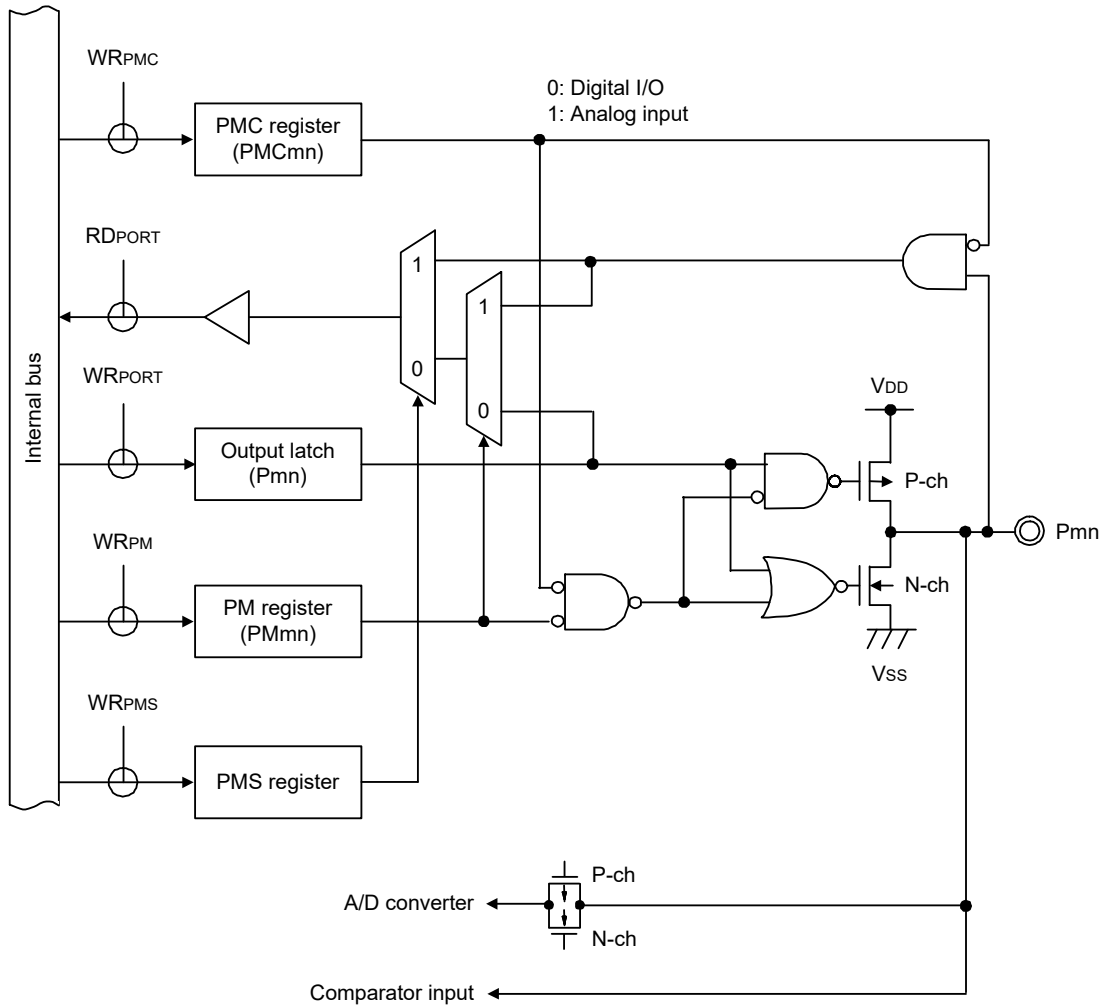 WRPMC
0: Digital I/O
1: Analog input
PMC register
(PMCmn)
RDPORT
1
1
Internal bus
0
WRPORT
0
VDD
Output latch
(Pmn)
P-ch
Pmn
WRPM
N-ch
PM register
(PMmn)
VSS
WRPMS
PMS register
P-ch
A/D converter
N-ch
Comparator input